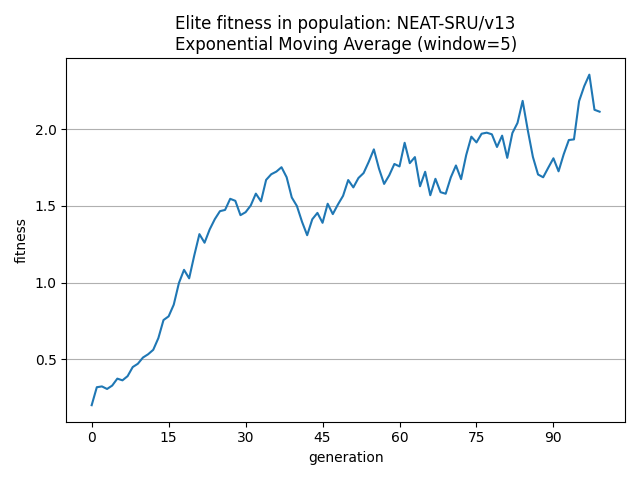 Elite fitness in population: NEAT-SRU/v13
Exponential Moving Average (window=5)
fitness
2.0
1.5
1.0
0.5
0 15 30 45 60 75 90
generation